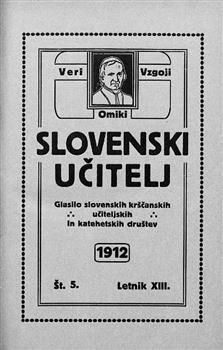 Veri Vzgoji
Omiki
SLOVENSKI
UČITELJ
Glasilo slovenskih krščanskih
učiteljskih
in katehetskih društev
1912
Št. 5. Letnik XIII.